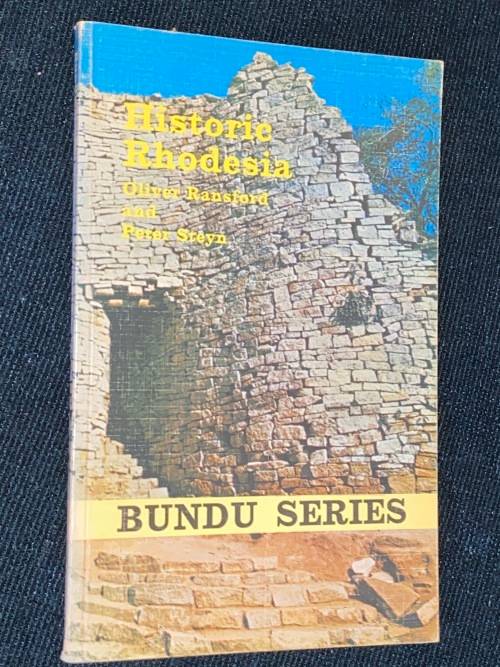 Historic
Rhodesia
Oliver Ransford
and
Peter Steyn
BUNDU SERIES